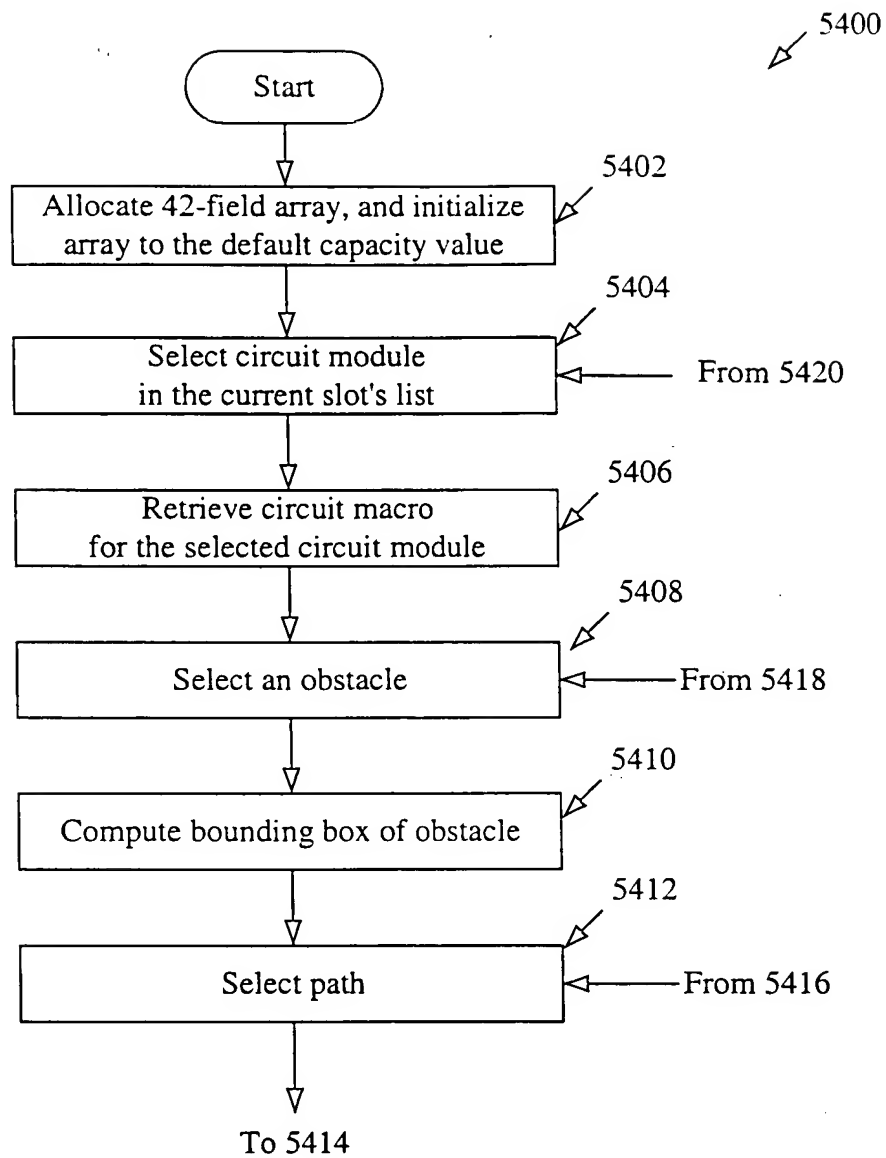 5400
Start
5402
Allocate 42-field array, and initialize
array to the default capacity value
5404
Select circuit module
in the current slot's list
From 5420
5406
Retrieve circuit macro
for the selected circuit module
5408
Select an obstacle
From 5418
5410
Compute bounding box of obstacle
5412
Select path
From 5416
To 5414